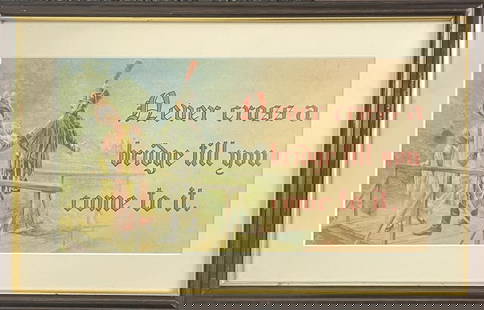 Never cross a
bridge till you
come to it.